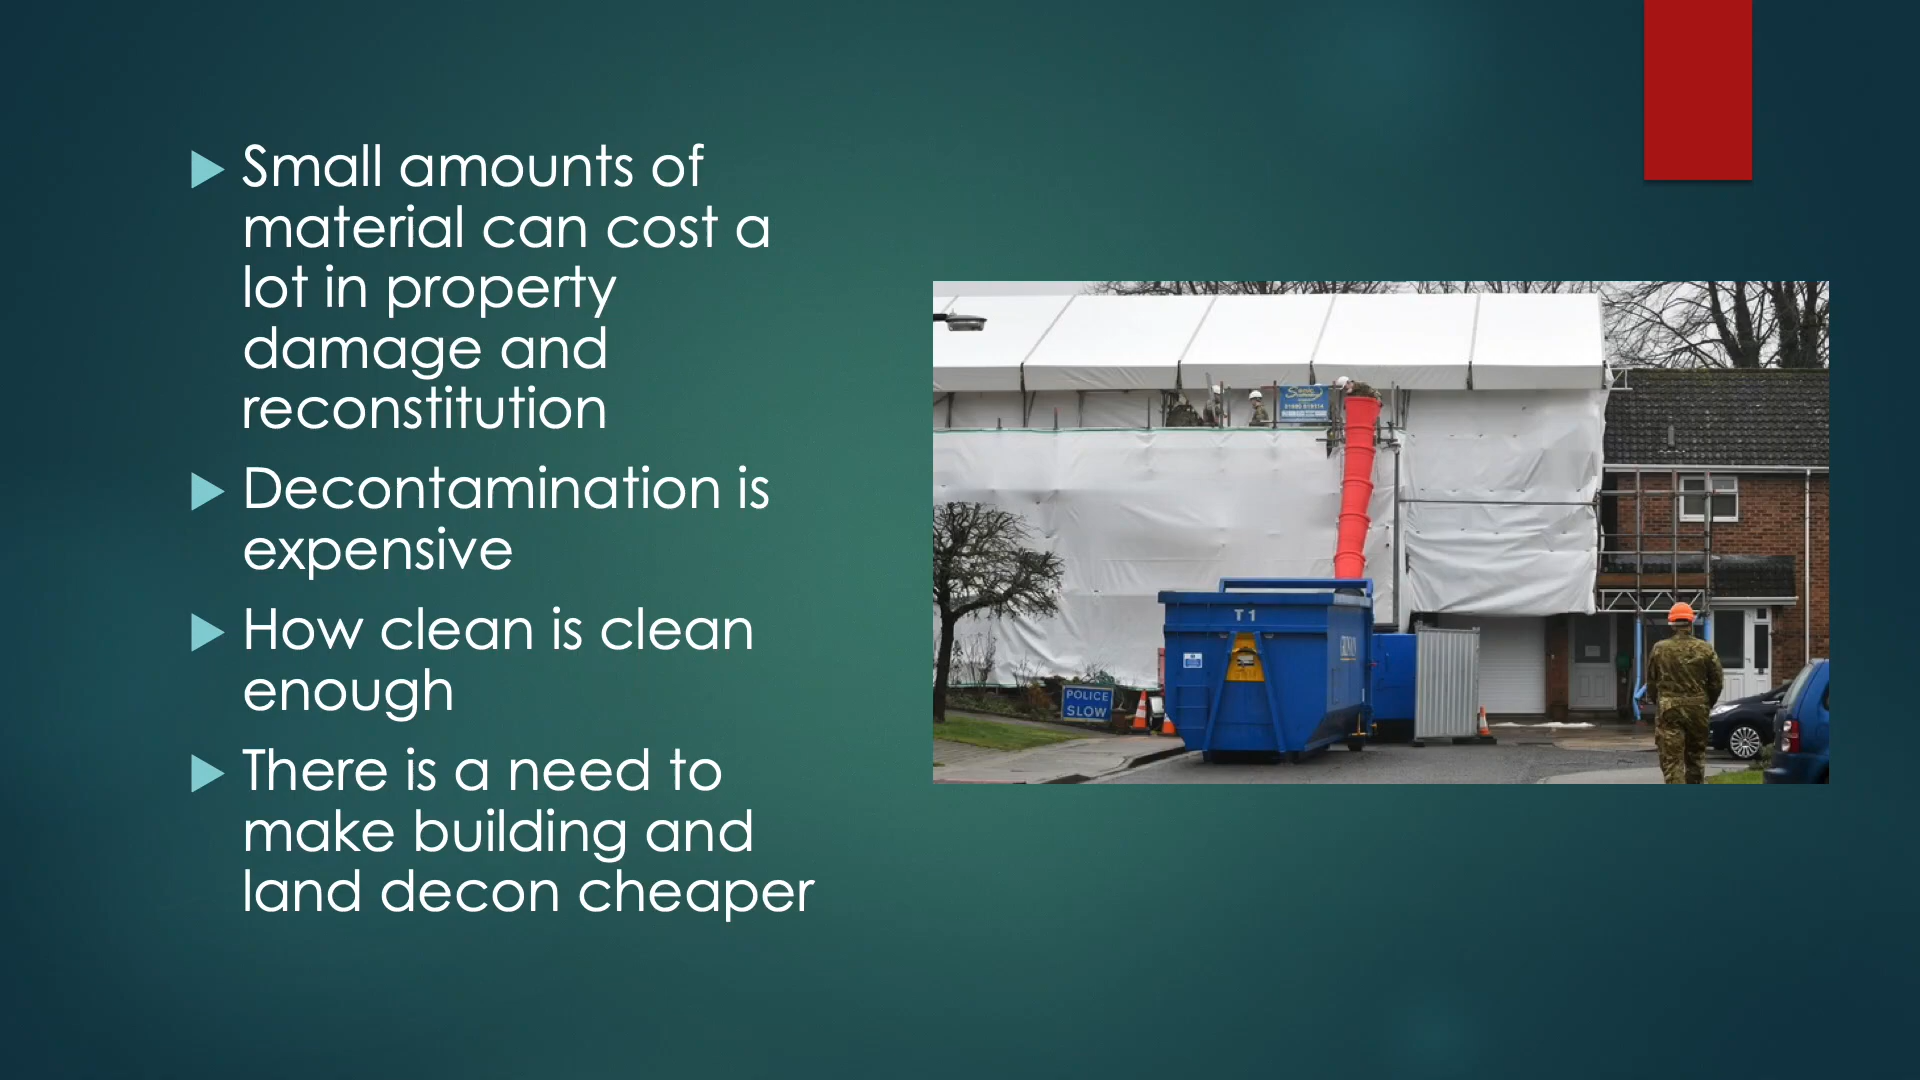 Small amounts of
material can cost a
lot in property
damage and
reconstitution
Decontamination is
expensive
How clean is clean
enough
There is a need to
make building and
land decon cheaper
T1
POLICE
SLOW